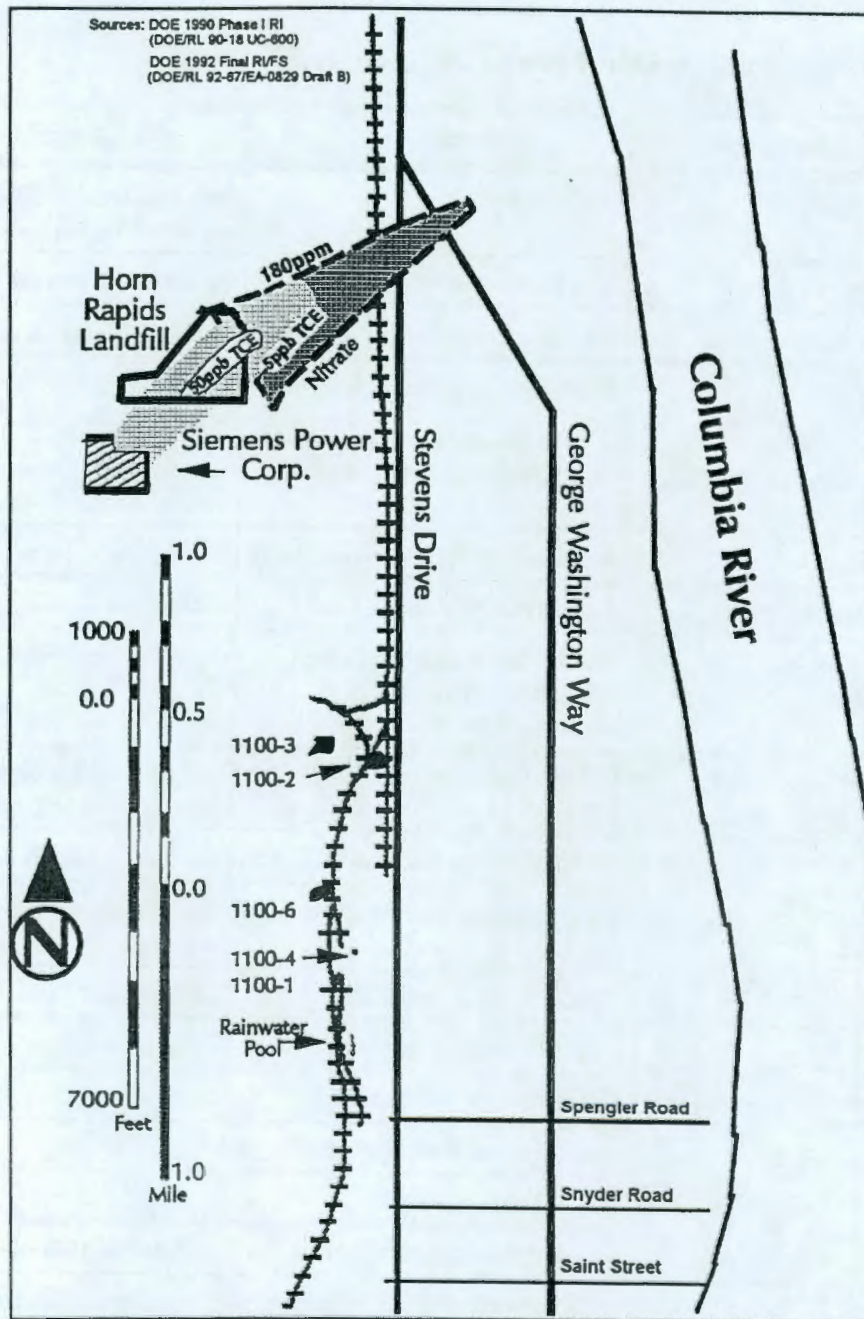 Sources: DOE 1990 Phase I RI
(DOE/RL 90-18 UC-600)
DOE 1992 Final RI/FS
(DOE/RL 92-67/EA-0829 Draft B)
180ppm
Horn
Rapids
Landfill
50ppb TCE
5ppb TCE
Nitrate
Siemens Power
Corp.
Stevens Drive
George Washington Way
Columbia River
1.0
1000
0.0
0.5
1100-3
1100-2
0.0
1100-6
N
1100-4
1100-1
Rainwater
Pool
7000
Feet
1.0
Mile
Spengler Road
Snyder Road
Saint Street